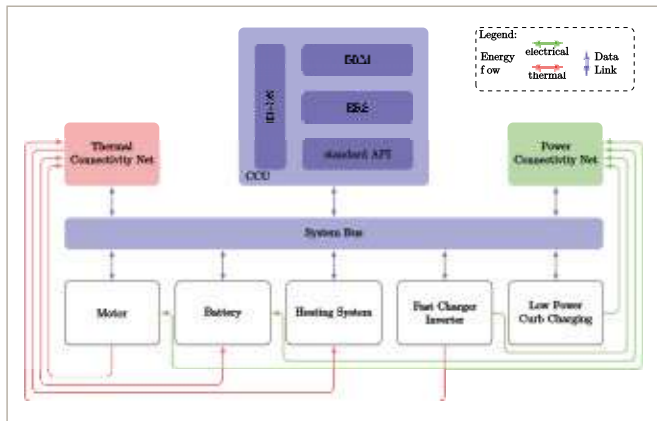 Legend:
Energy
flow
electrical
thermal
Data
Link
standard API
CCU
Thermal
Connectivity Net
Power
Connectivity Net
System Bus
Motor
Battery
Heating System
Fast Charger
Inverter
Low Power
Curb Charging